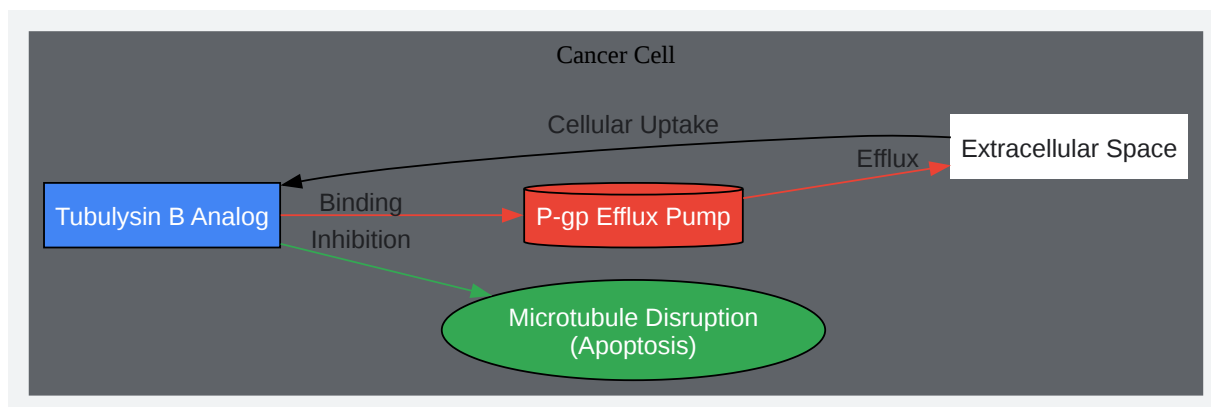 Cancer Cell
Cellular Uptake
Efflux
Extracellular Space
Tubulysin B Analog
Binding
P-gp Efflux Pump
Inhibition
Microtubule Disruption
(Apoptosis)